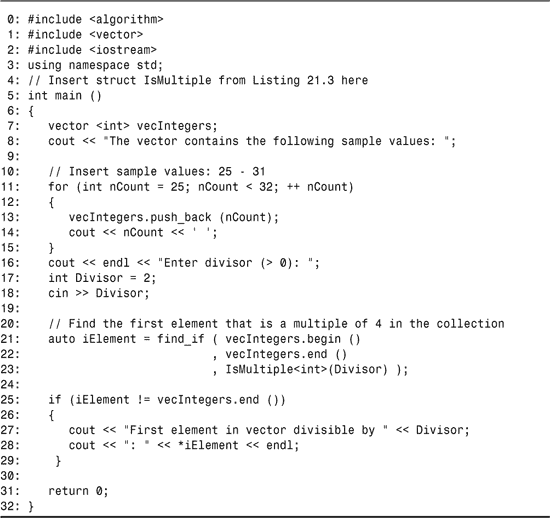 0: #include <algorithm>
1: #include <vector>
2: #include <iostream>
3: using namespace std;
4: // Insert struct IsMultiple from Listing 21.3 here
5: int main ()
6: {
7:    vector <int> vecIntegers;
8:    cout << "The vector contains the following sample values: ";
9:
10:    // Insert sample values: 25 - 31
11:    for (int nCount = 25; nCount < 32; ++ nCount)
12:    {
13:       vecIntegers.push_back (nCount);
14:       cout << nCount << ' ';
15:    }
16:    cout << endl << "Enter divisor (> 0): ";
17:    int Divisor = 2;
18:    cin >> Divisor;
19:
20:    // Find the first element that is a multiple of 4 in the collection
21:    auto iElement = find_if ( vecIntegers.begin ()
22:                            , vecIntegers.end ()
23:                            , IsMultiple<int>(Divisor) );
24:
25:    if (iElement != vecIntegers.end ())
26:    {
27:       cout << "First element in vector divisible by " << Divisor;
28:       cout << ": " << *iElement << endl;
29:     }
30:
31:    return 0;
32: }